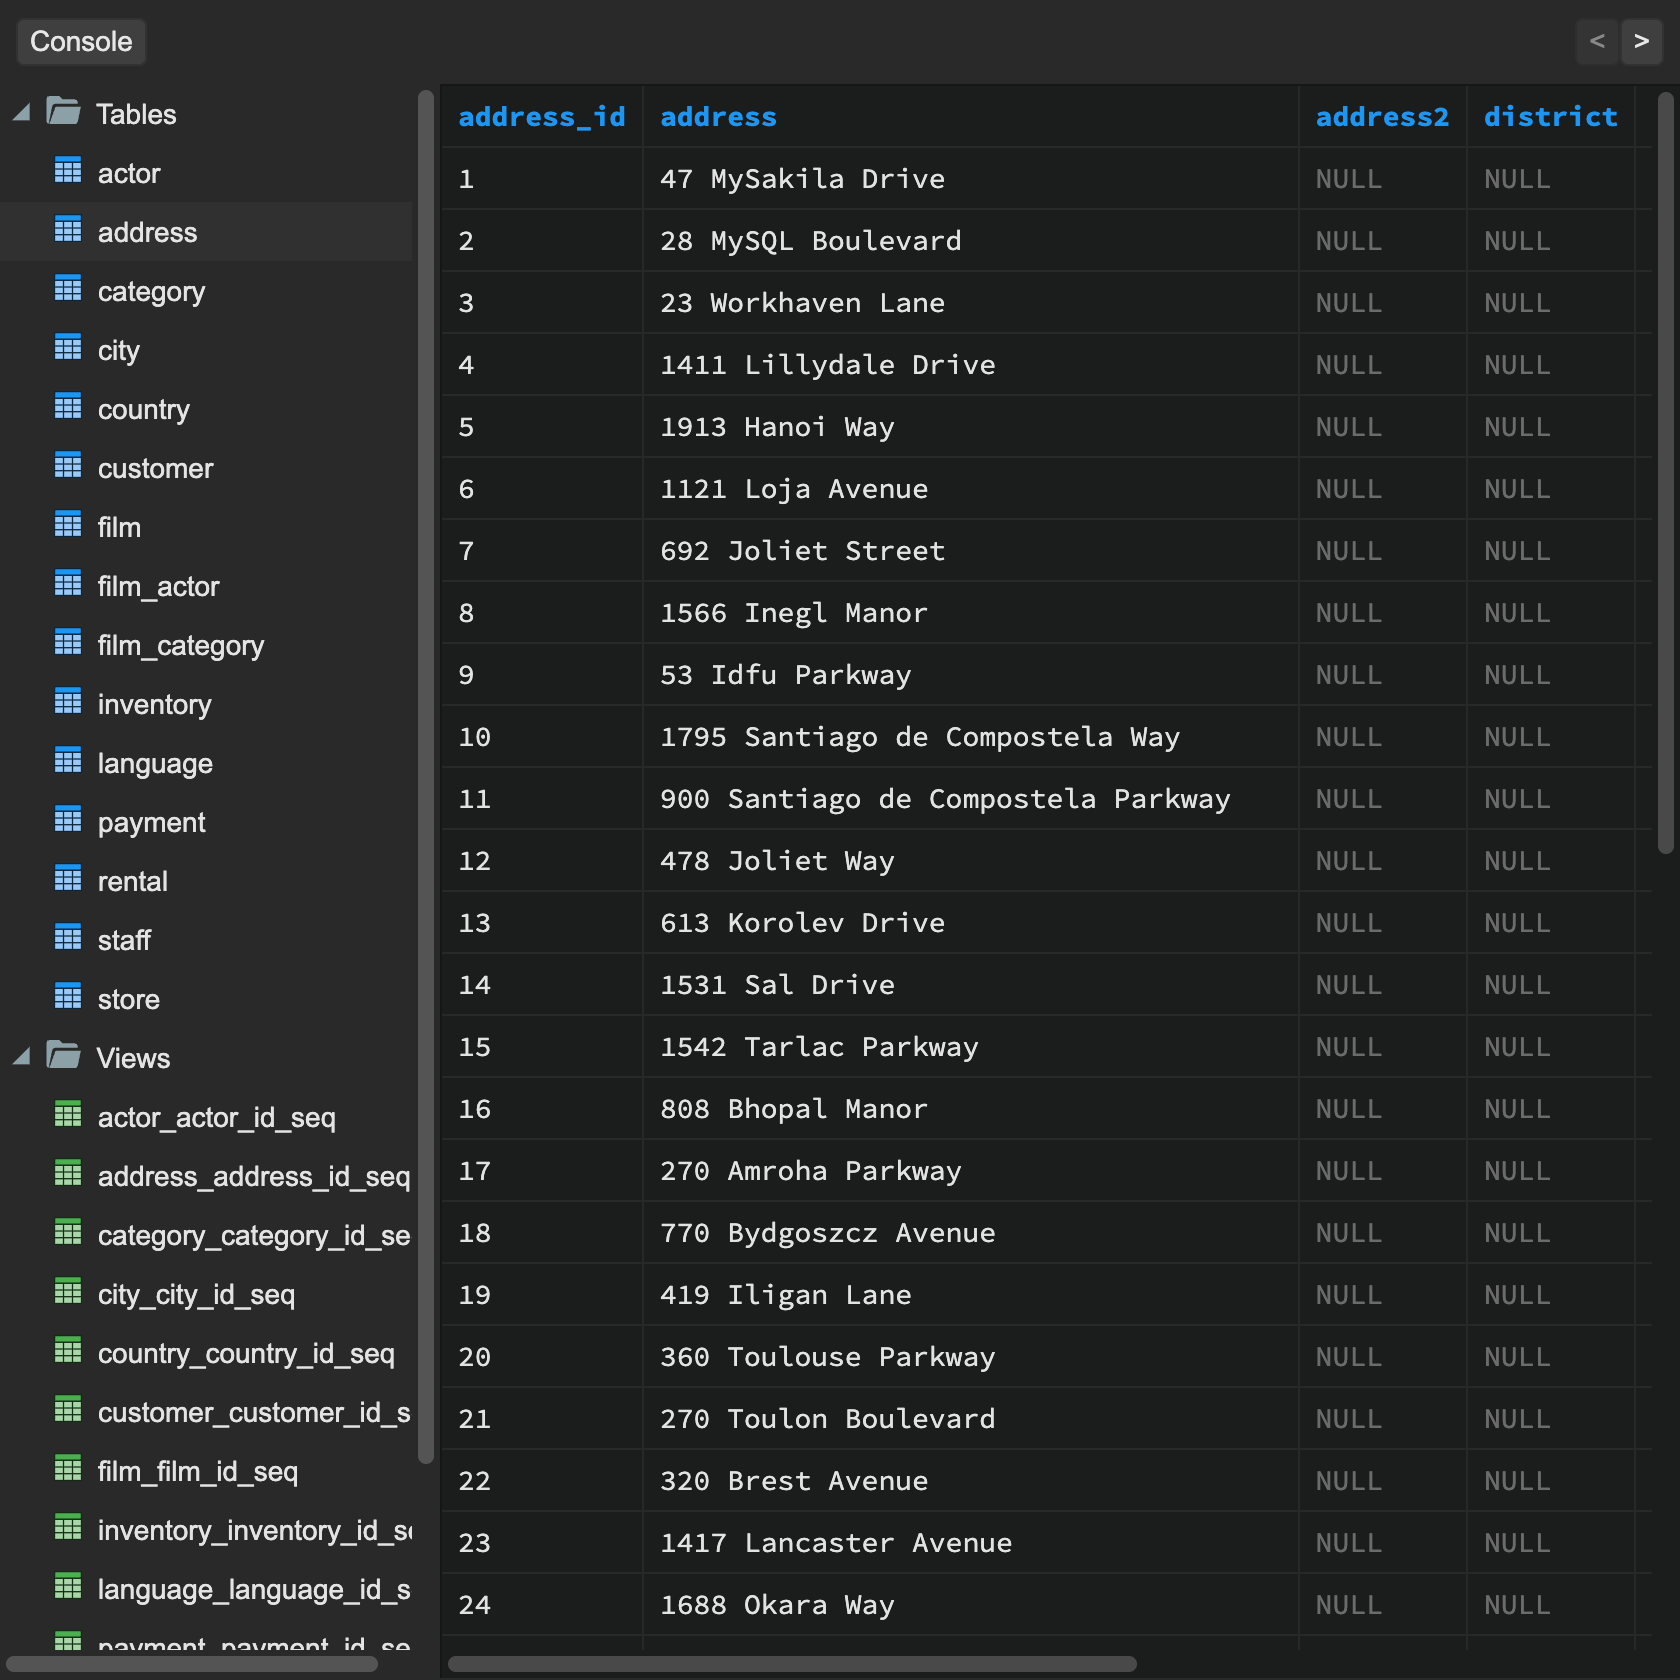 Console < >
Tables
actor
address
category
city
country
customer
film
film_actor
film_category
inventory
language
payment
rental
staff
store
Views
actor_actor_id_seq
address_address_id_seq
category_category_id_se
city_city_id_seq
country_country_id_seq
customer_customer_id_s
film_film_id_seq
inventory_inventory_id_s
language_language_id_s
payment_payment_id_se
address_id address address2 district
1 47 MySakila Drive NULL NULL
2 28 MySQL Boulevard NULL NULL
3 23 Workhaven Lane NULL NULL
4 1411 Lillydale Drive NULL NULL
5 1913 Hanoi Way NULL NULL
6 1121 Loja Avenue NULL NULL
7 692 Joliet Street NULL NULL
8 1566 Inegl Manor NULL NULL
9 53 Idfu Parkway NULL NULL
10 1795 Santiago de Compostela Way NULL NULL
11 900 Santiago de Compostela Parkway NULL NULL
12 478 Joliet Way NULL NULL
13 613 Korolev Drive NULL NULL
14 1531 Sal Drive NULL NULL
15 1542 Tarlac Parkway NULL NULL
16 808 Bhopal Manor NULL NULL
17 270 Amroha Parkway NULL NULL
18 770 Bydgoszcz Avenue NULL NULL
19 419 Iligan Lane NULL NULL
20 360 Toulouse Parkway NULL NULL
21 270 Toulon Boulevard NULL NULL
22 320 Brest Avenue NULL NULL
23 1417 Lancaster Avenue NULL NULL
24 1688 Okara Way NULL NULL